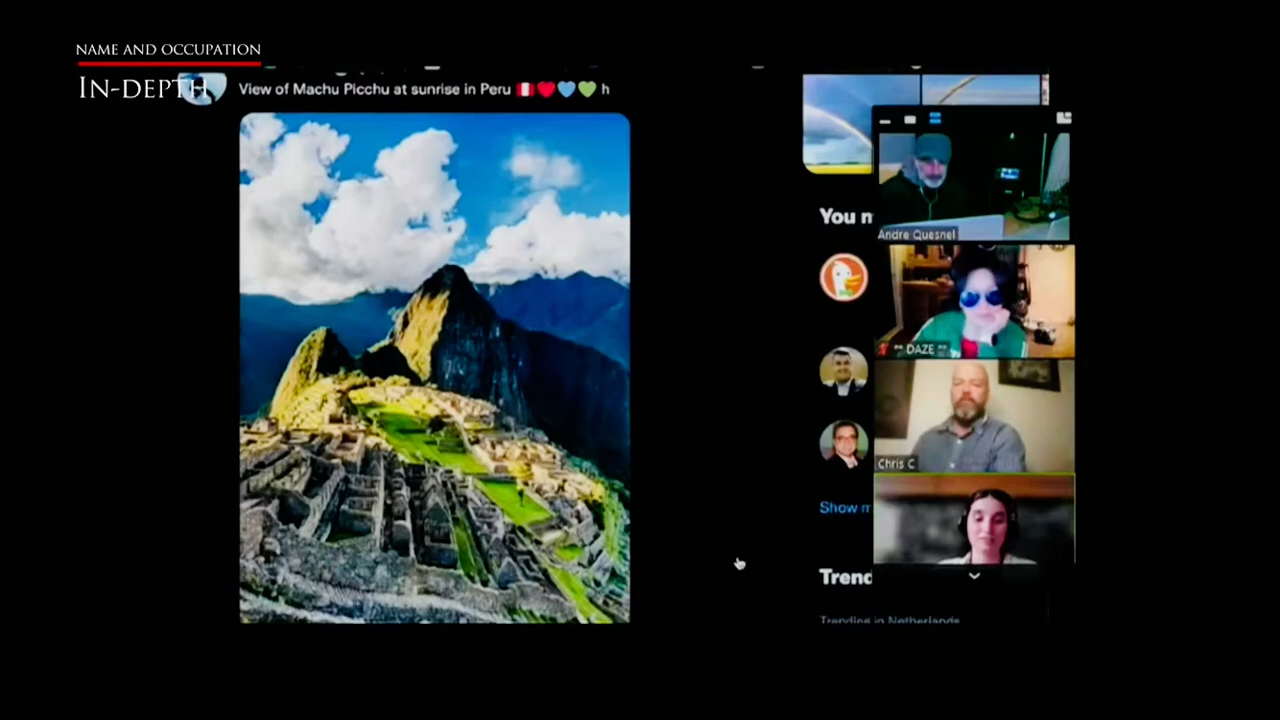 NAME AND OCCUPATION
IN-DEPTH
View of Machu Picchu at sunrise in Peru 🇵🇪❤️💙💚 h
Andre Quesnel
You m
DAZE
Chris C
Show m
Trend
Trending in Netherlands